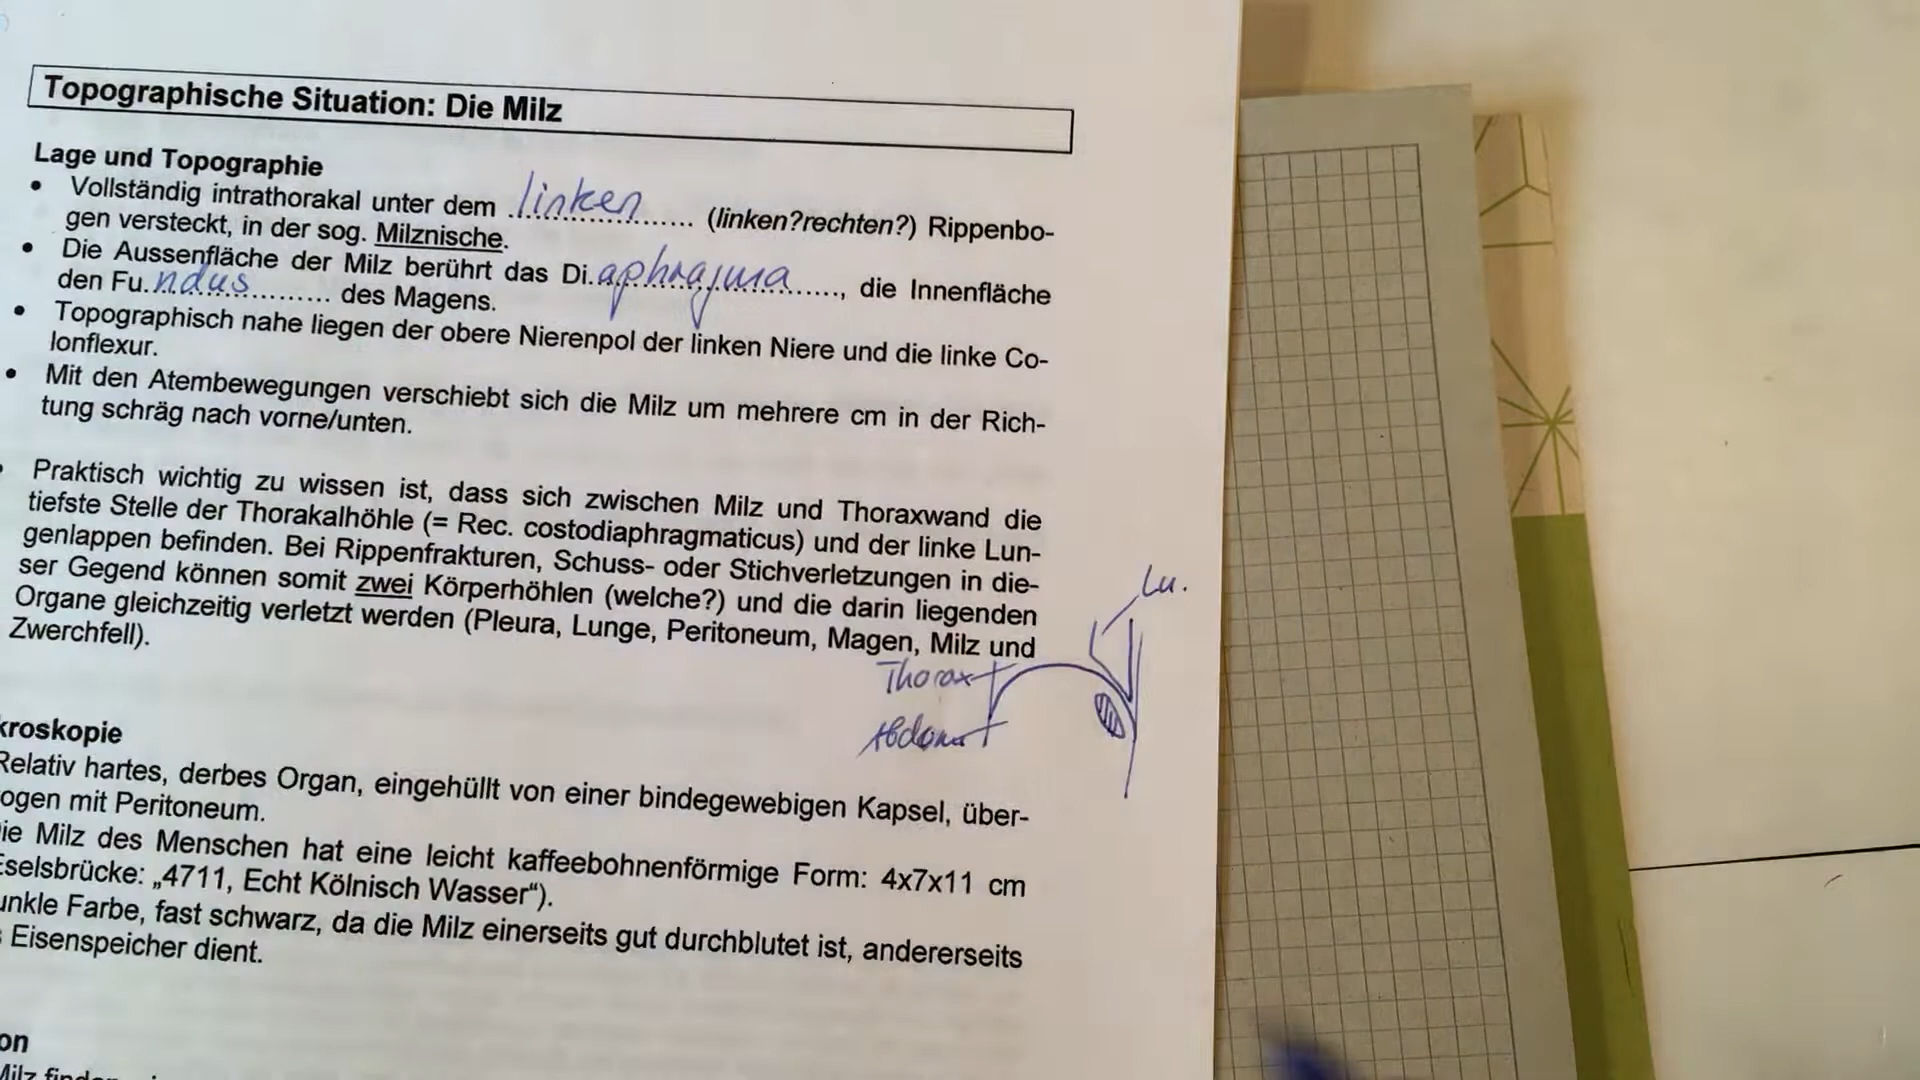 Topographische Situation: Die Milz
Lage und Topographie
• Vollständig intrathorakal unter dem linken (linken?rechten?) Rippenbo-
gen versteckt, in der sog. Milznische.
• Die Aussenfläche der Milz berührt das Di.aphragma......, die Innenfläche
den Fu.ndus............ des Magens.
• Topographisch nahe liegen der obere Nierenpol der linken Niere und die linke Co-
lonflexur.
• Mit den Atembewegungen verschiebt sich die Milz um mehrere cm in der Rich-
tung schräg nach vorne/unten.
Praktisch wichtig zu wissen ist, dass sich zwischen Milz und Thoraxwand die
tiefste Stelle der Thorakalhöhle (= Rec. costodiaphragmaticus) und der linke Lun-
genlappen befinden. Bei Rippenfrakturen, Schuss- oder Stichverletzungen in die-
ser Gegend können somit zwei Körperhöhlen (welche?) und die darin liegenden
Organe gleichzeitig verletzt werden (Pleura, Lunge, Peritoneum, Magen, Milz und
Zwerchfell).
Lu.
Thorax
Abdomen
kroskopie
Relativ hartes, derbes Organ, eingehüllt von einer bindegewebigen Kapsel, über-
ogen mit Peritoneum.
ie Milz des Menschen hat eine leicht kaffeebohnenförmige Form: 4x7x11 cm
Eselsbrücke: „4711, Echt Kölnisch Wasser“).
unkle Farbe, fast schwarz, da die Milz einerseits gut durchblutet ist, andererseits
s Eisenspeicher dient.
on